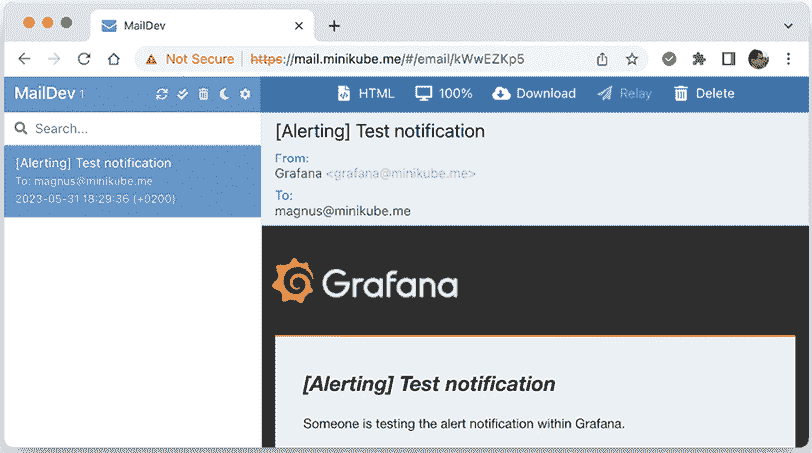 MailDev
Not Secure https://mail.minikube.me/#/email/kWwEZKp5
MailDev 1
HTML 100% Download Relay Delete
Search...
[Alerting] Test notification
To: magnus@minikube.me
2023-05-31 18:29:36 (+0200)
[Alerting] Test notification
From:
Grafana <grafana@minikube.me>
To:
magnus@minikube.me
Grafana
[Alerting] Test notification
Someone is testing the alert notification within Grafana.